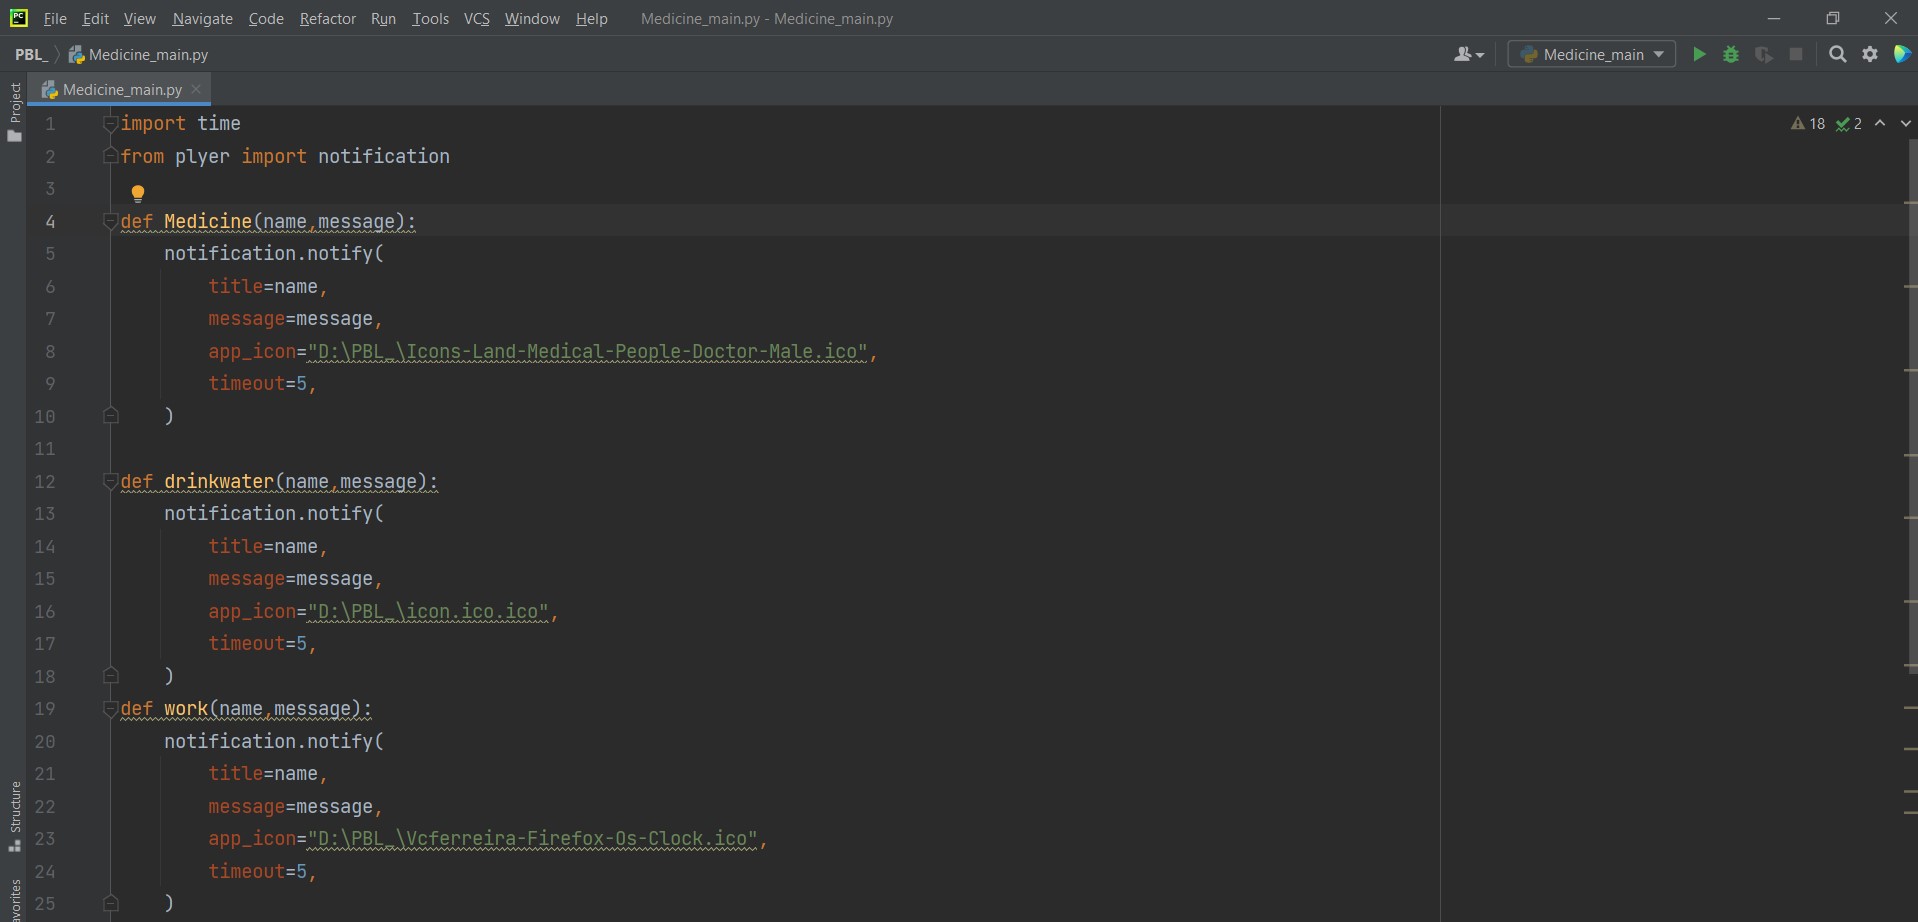 PC File Edit View Navigate Code Refactor Run Tools VCS Window Help Medicine_main.py - Medicine_main.py
PBL_ Medicine_main.py Medicine_main
Project
Medicine_main.py
18 2
1 import time
2 from plyer import notification
3
4 def Medicine(name,message):
5     notification.notify(
6         title=name,
7         message=message,
8         app_icon="D:\PBL_\Icons-Land-Medical-People-Doctor-Male.ico",
9         timeout=5,
10     )
11
12 def drinkwater(name,message):
13     notification.notify(
14         title=name,
15         message=message,
16         app_icon="D:\PBL_\icon.ico.ico",
17         timeout=5,
18     )
19 def work(name,message):
20     notification.notify(
21         title=name,
22         message=message,
23         app_icon="D:\PBL_\Vcferreira-Firefox-Os-Clock.ico",
24         timeout=5,
25     )
Structure
avorites